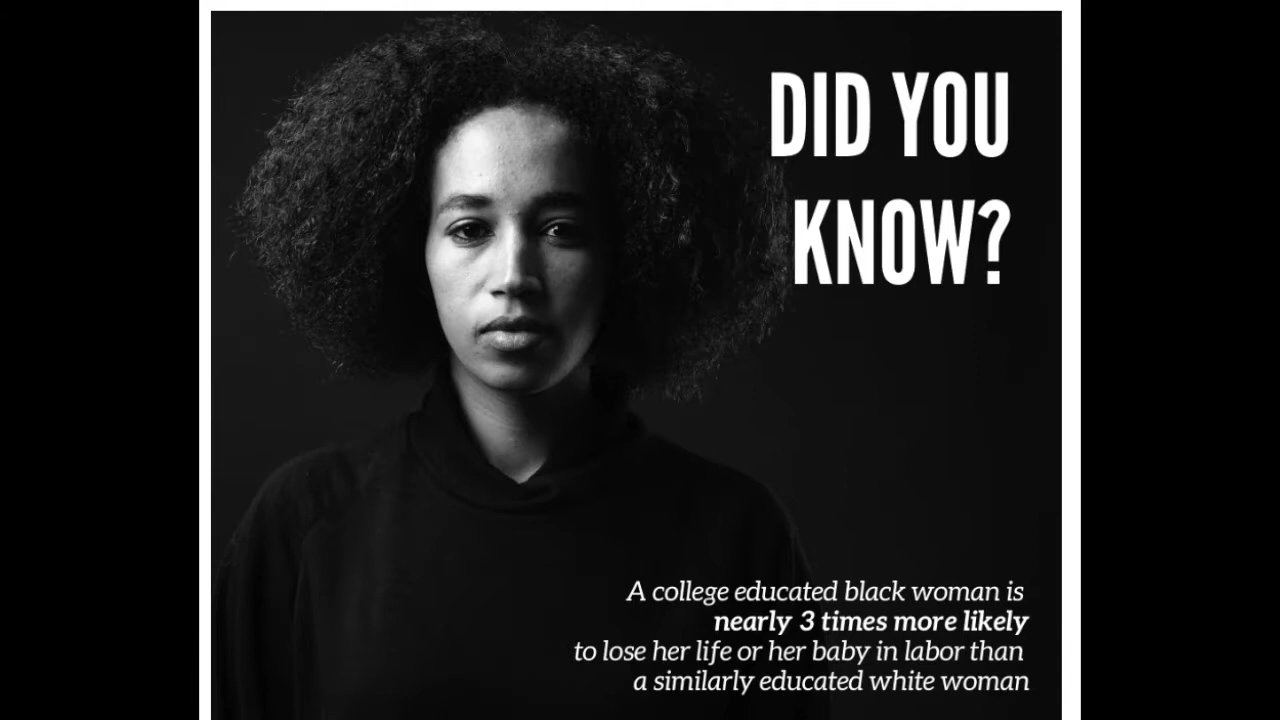 DID YOU
KNOW?
A college educated black woman is
nearly 3 times more likely
to lose her life or her baby in labor than
a similarly educated white woman